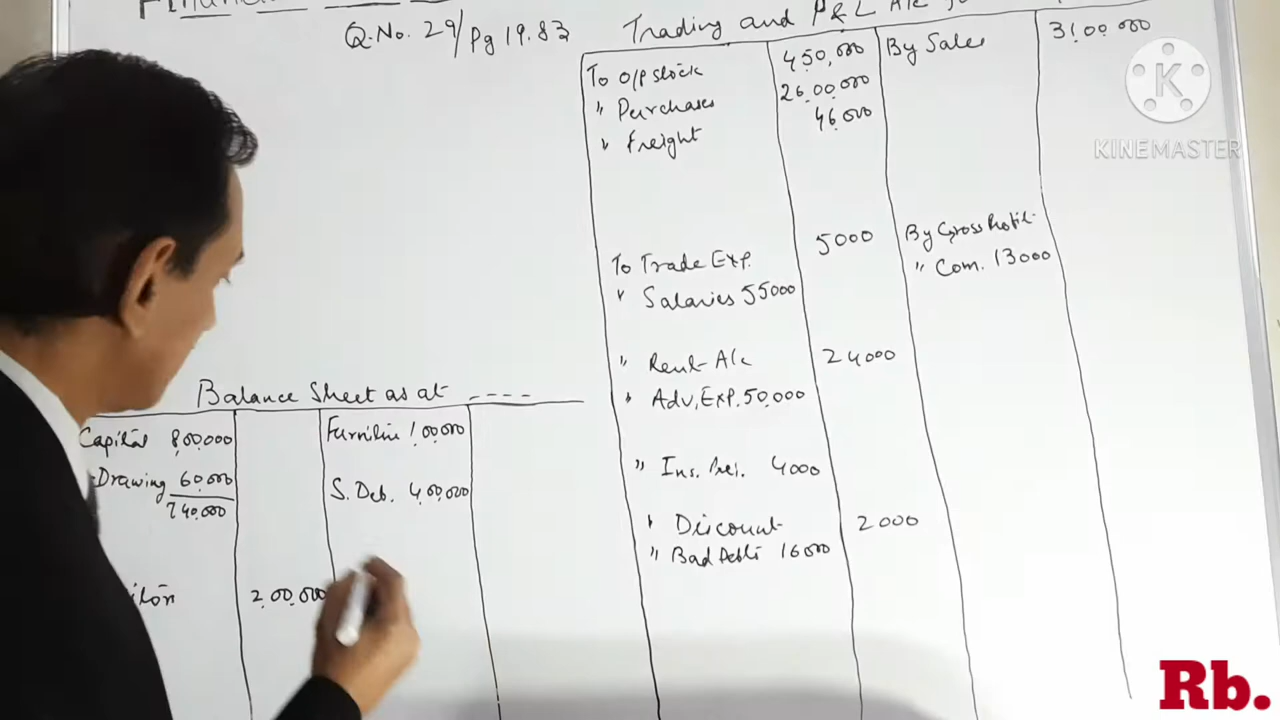 Q.No. 29/Pg 19.83
Trading and P&L A/c
To O/P Stock 450,000 By Sales 31,00,000
" Purchases 26,00,000
" Freight 46,000
KINEMASTER
To Trade Exp. 5000 By Gross Profit
" Salaries 55000 " Com. 13000
" Rent A/c 24000
" Adv. Exp. 50,000
" Ins. Prei. 4000
" Discount 2000
" Bad Debts 16000
Balance Sheet as at ----
Capital 8,00,000 Furniture 1,00,000
-Drawing 60,000 S. Deb. 4,00,000
740,000
2,00,000
Rb.